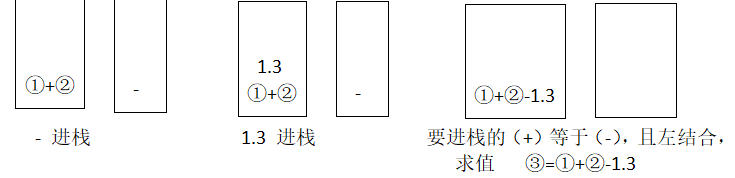 1.3
①+② - ①+② - ①+②-1.3
- 进栈 1.3 进栈 要进栈的（+）等于（-），且左结合，
求值 ③=①+②-1.3